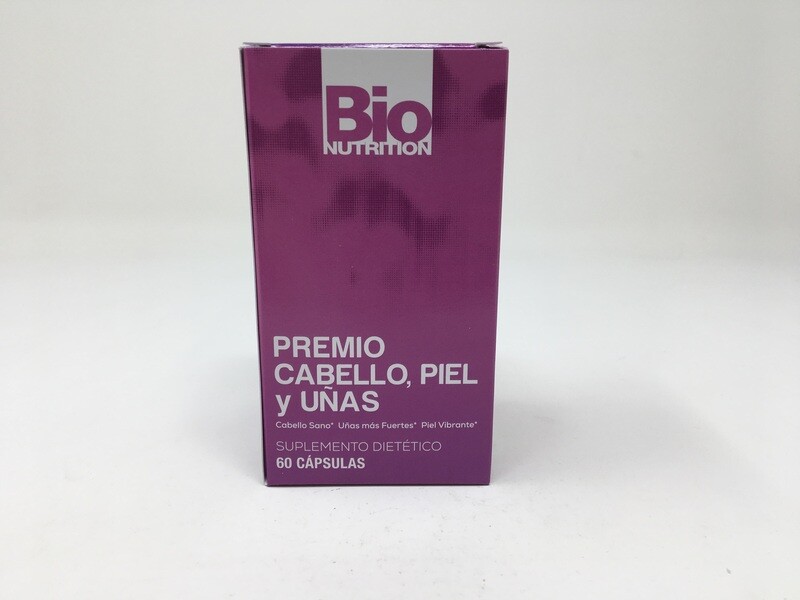 Bio
NUTRITION
PREMIO
CABELLO, PIEL
y UÑAS
Cabello Sano* Uñas más Fuertes* Piel Vibrante*
SUPLEMENTO DIETÉTICO
60 CÁPSULAS